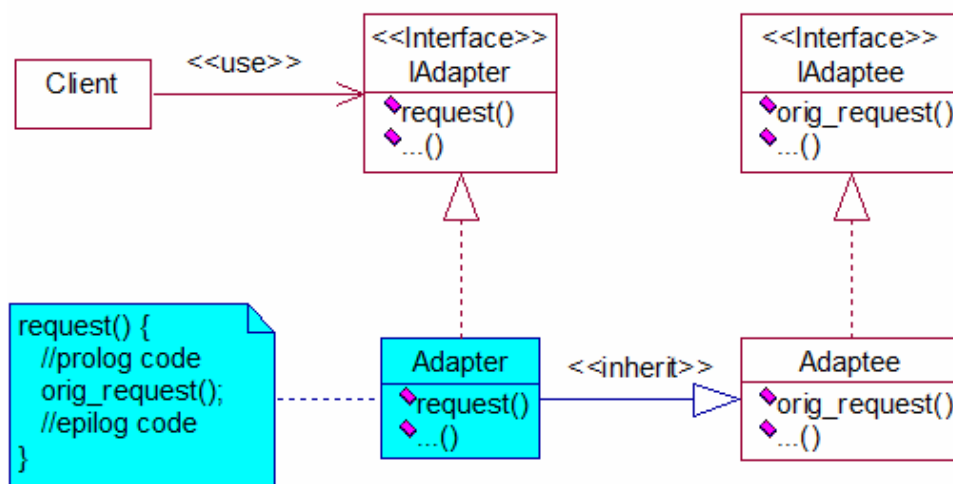 Client
<<use>>
<<Interface>>
IAdapter
request()
...()
<<Interface>>
IAdaptee
orig_request()
...()
request() {
//prolog code
orig_request();
//epilog code
}
Adapter
request()
...()
<<inherit>>
Adaptee
orig_request()
...()